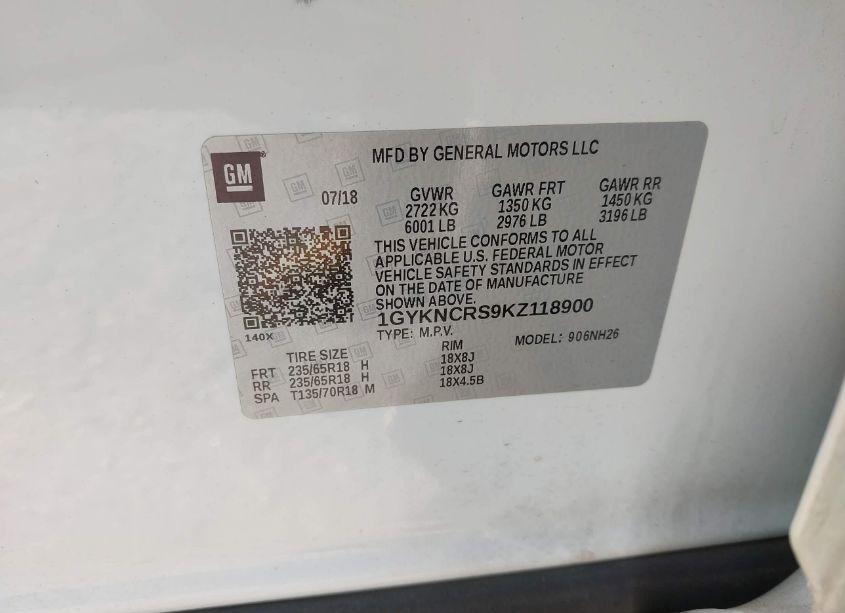 GM
MFD BY GENERAL MOTORS LLC
07/18
GVWR GAWR FRT GAWR RR
2722 KG 1350 KG 1450 KG
6001 LB 2976 LB 3196 LB
THIS VEHICLE CONFORMS TO ALL
APPLICABLE U.S. FEDERAL MOTOR
VEHICLE SAFETY STANDARDS IN EFFECT
ON THE DATE OF MANUFACTURE
SHOWN ABOVE.
1GYKNCRS9KZ118900
140X
TYPE: M.P.V. MODEL: 906NH26
TIRE SIZE RIM
FRT 235/65R18 H 18X8J
RR 235/65R18 H 18X8J
SPA T135/70R18 M 18X4.5B